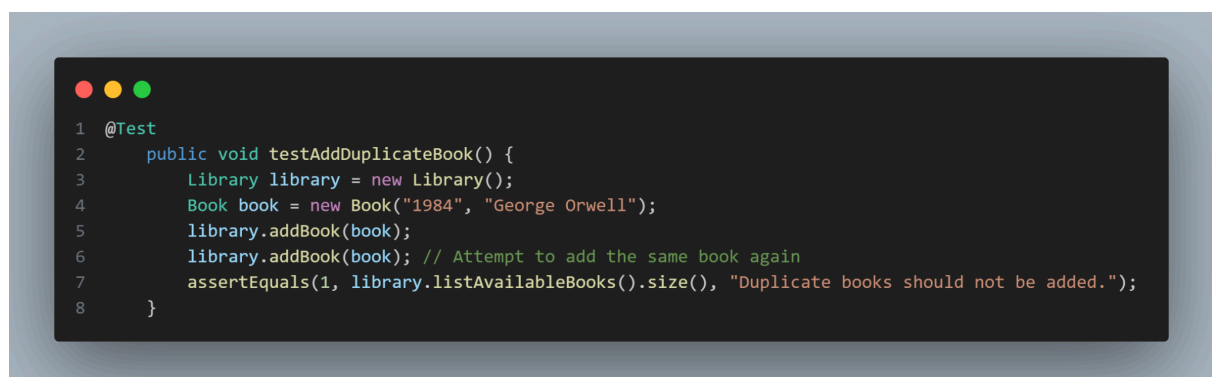 1 @Test
2     public void testAddDuplicateBook() {
3         Library library = new Library();
4         Book book = new Book("1984", "George Orwell");
5         library.addBook(book);
6         library.addBook(book); // Attempt to add the same book again
7         assertEquals(1, library.listAvailableBooks().size(), "Duplicate books should not be added.");
8     }